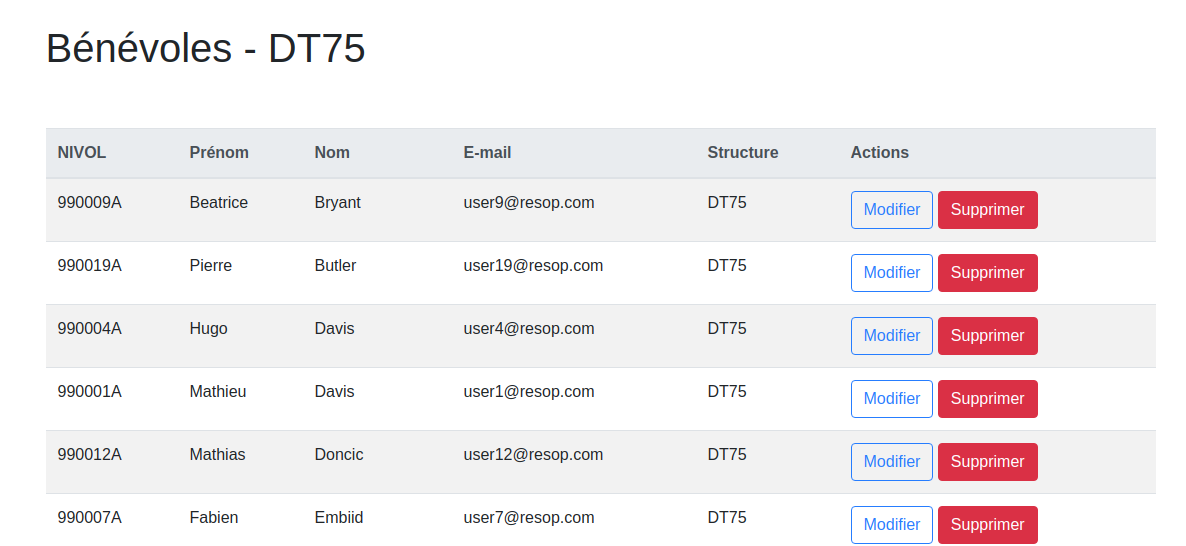 Bénévoles - DT75
NIVOL Prénom Nom E-mail Structure Actions
990009A Beatrice Bryant user9@resop.com DT75 Modifier Supprimer
990019A Pierre Butler user19@resop.com DT75 Modifier Supprimer
990004A Hugo Davis user4@resop.com DT75 Modifier Supprimer
990001A Mathieu Davis user1@resop.com DT75 Modifier Supprimer
990012A Mathias Doncic user12@resop.com DT75 Modifier Supprimer
990007A Fabien Embiid user7@resop.com DT75 Modifier Supprimer